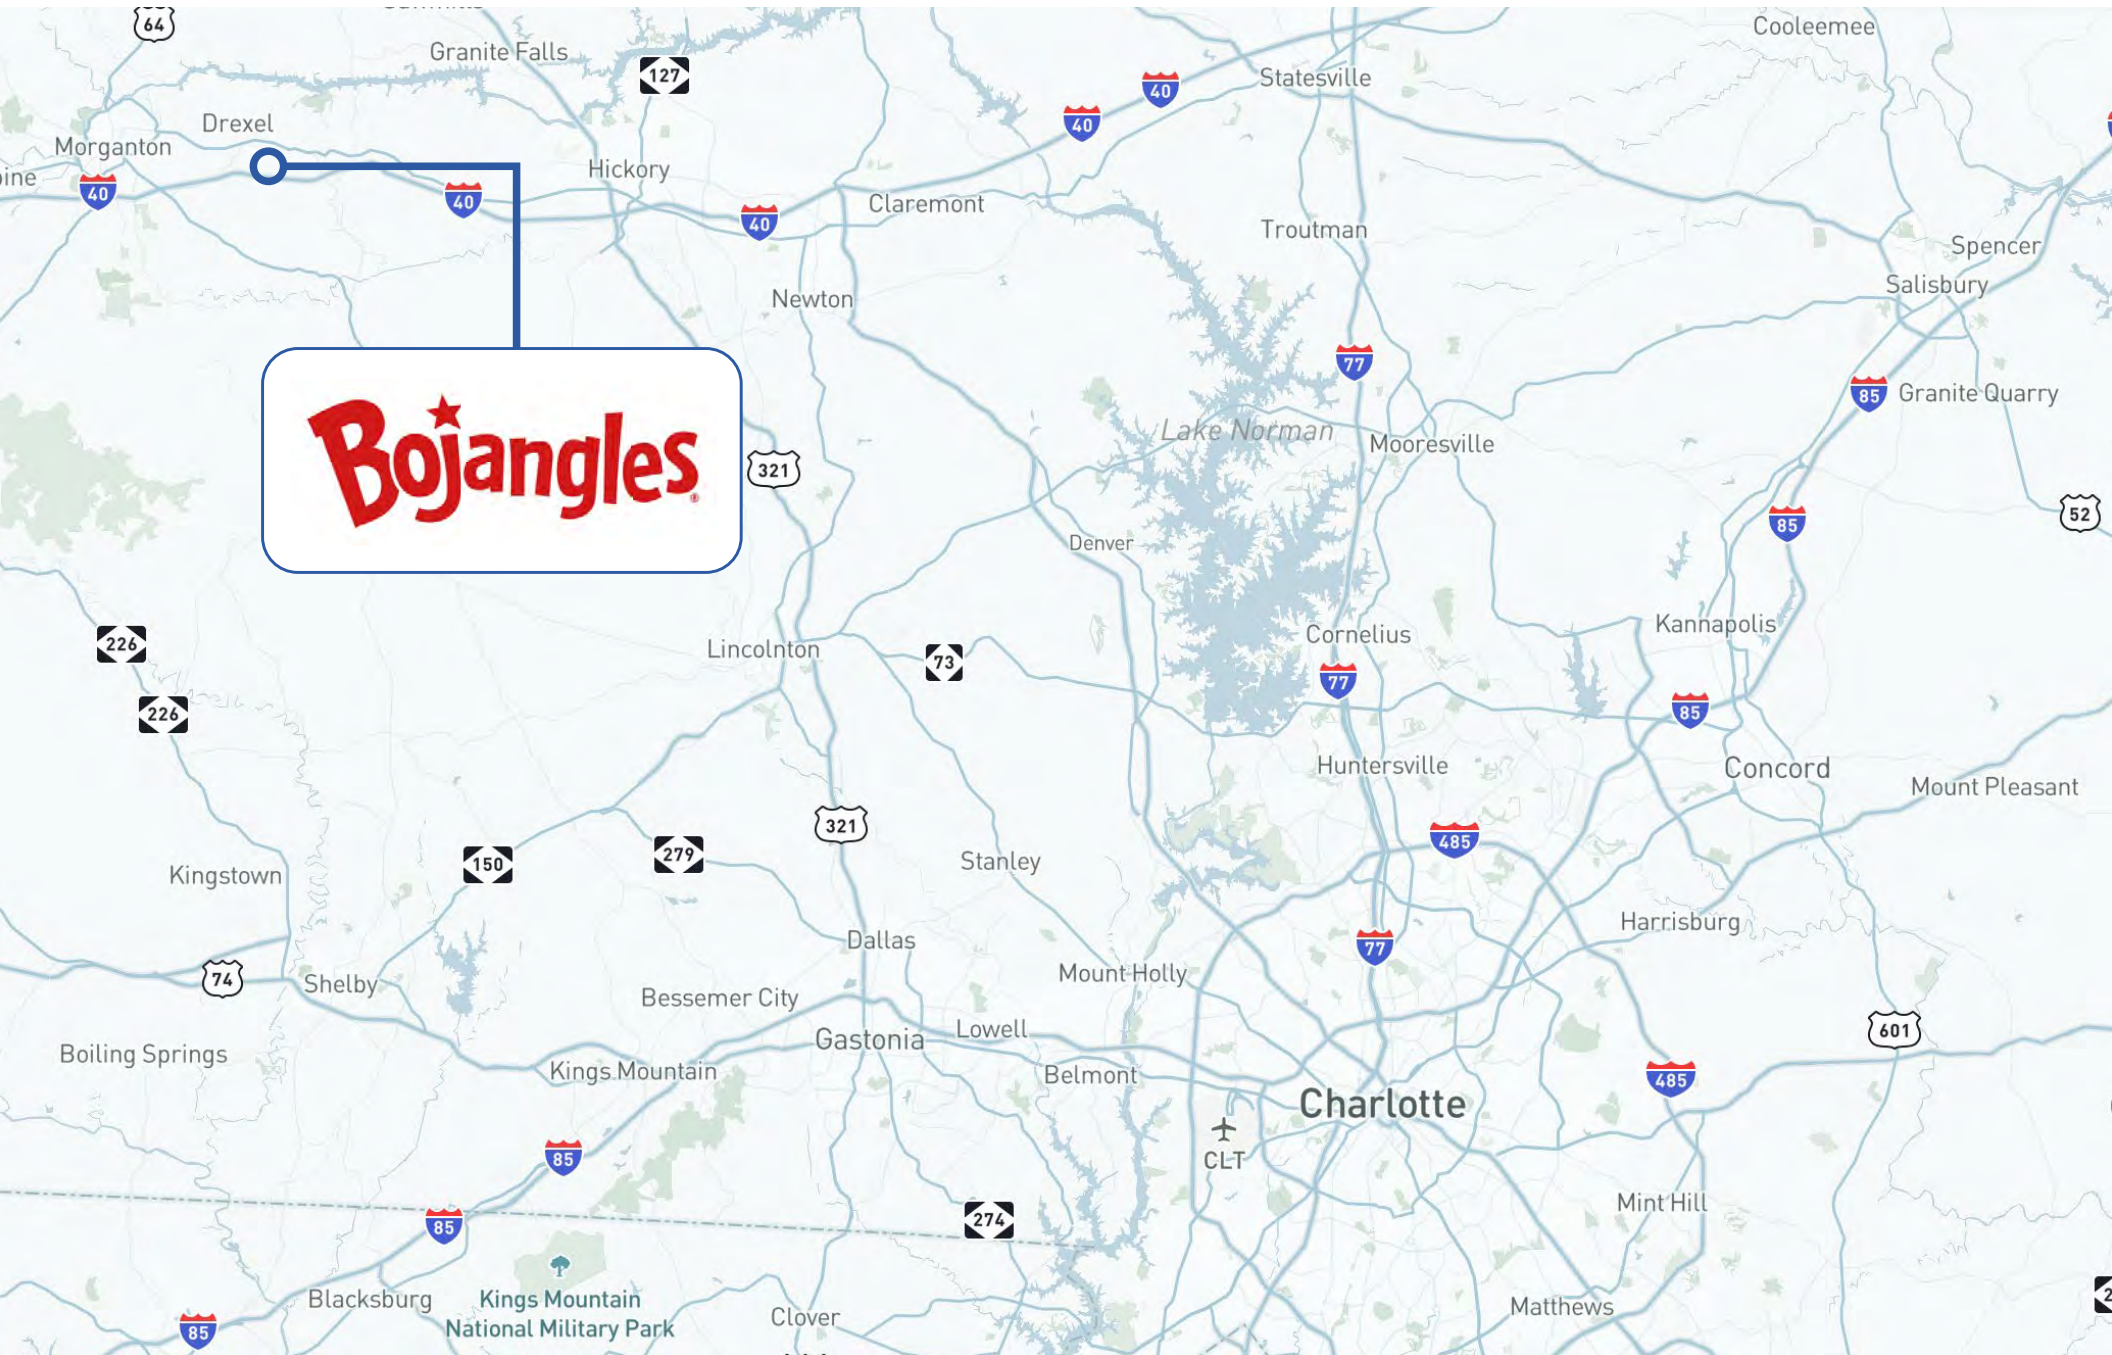 64
Granite Falls
127
40
Statesville
Cooleemee
40
Drexel
Morganton
40
40
Hickory
40
Claremont
Troutman
Spencer
Salisbury
Newton
77
85
Granite Quarry
Lake Norman
Mooresville
Bojangles
321
52
85
Denver
226
Lincolnton
73
Cornelius
Kannapolis
77
226
85
Huntersville
Concord
Mount Pleasant
321
485
150
279
Stanley
Kingstown
Harrisburg
Dallas
77
74
Shelby
Mount Holly
Bessemer City
601
Gastonia
Lowell
Boiling Springs
Kings Mountain
Belmont
485
Charlotte
CLT
85
Mint Hill
274
85
Blacksburg
Kings Mountain
National Military Park
Clover
Matthews
85